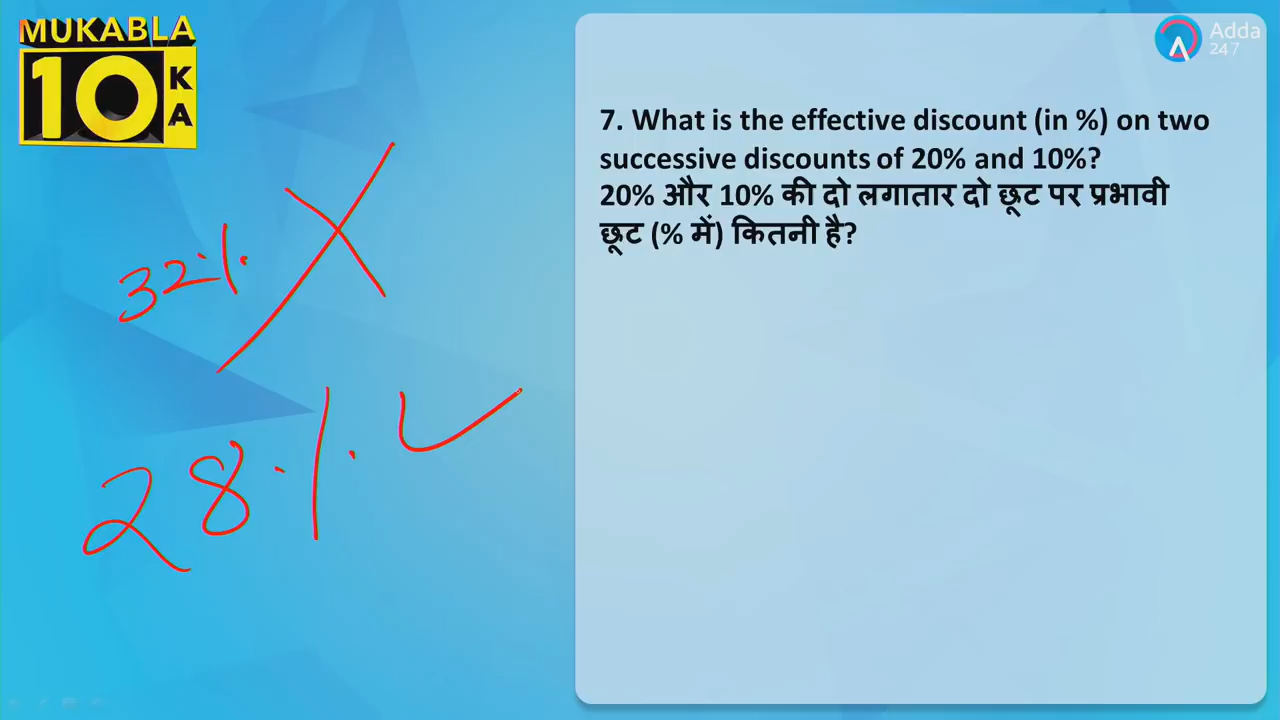 MUKABLA
10 KA
Adda
247
7. What is the effective discount (in %) on two
successive discounts of 20% and 10%?
20% और 10% की दो लगातार दो छूट पर प्रभावी
छूट (% में) कितनी है?
32%
28%